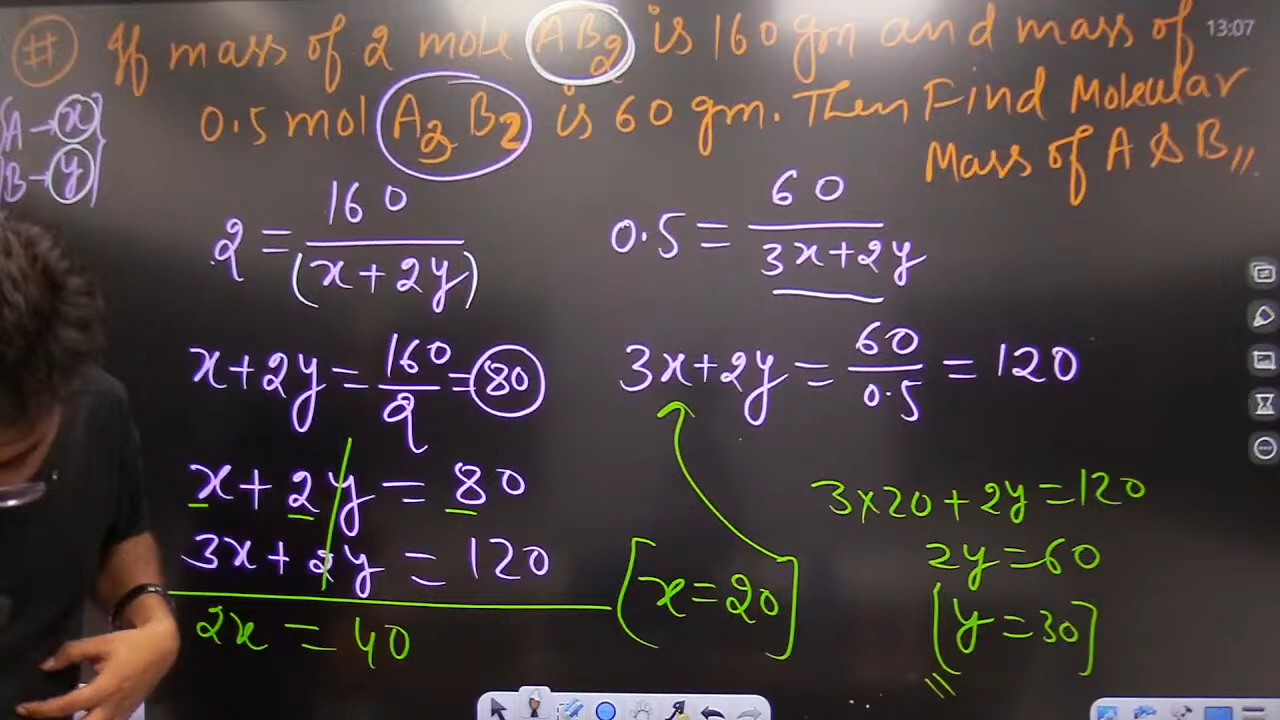 # If mass of 2 mole AB2 is 160 gm and mass of
0.5 mol A3 B2 is 60 gm. Then Find Molecular
Mass of A & B
13:07
A → x
B → y
2 = 160 / (x + 2y)
0.5 = 60 / 3x + 2y
x + 2y = 160 / 2 = 80
3x + 2y = 60 / 0.5 = 120
x + 2y = 80
3x + 2y = 120
2x = 40
[x = 20]
3 x 20 + 2y = 120
2y = 60
[y = 30]